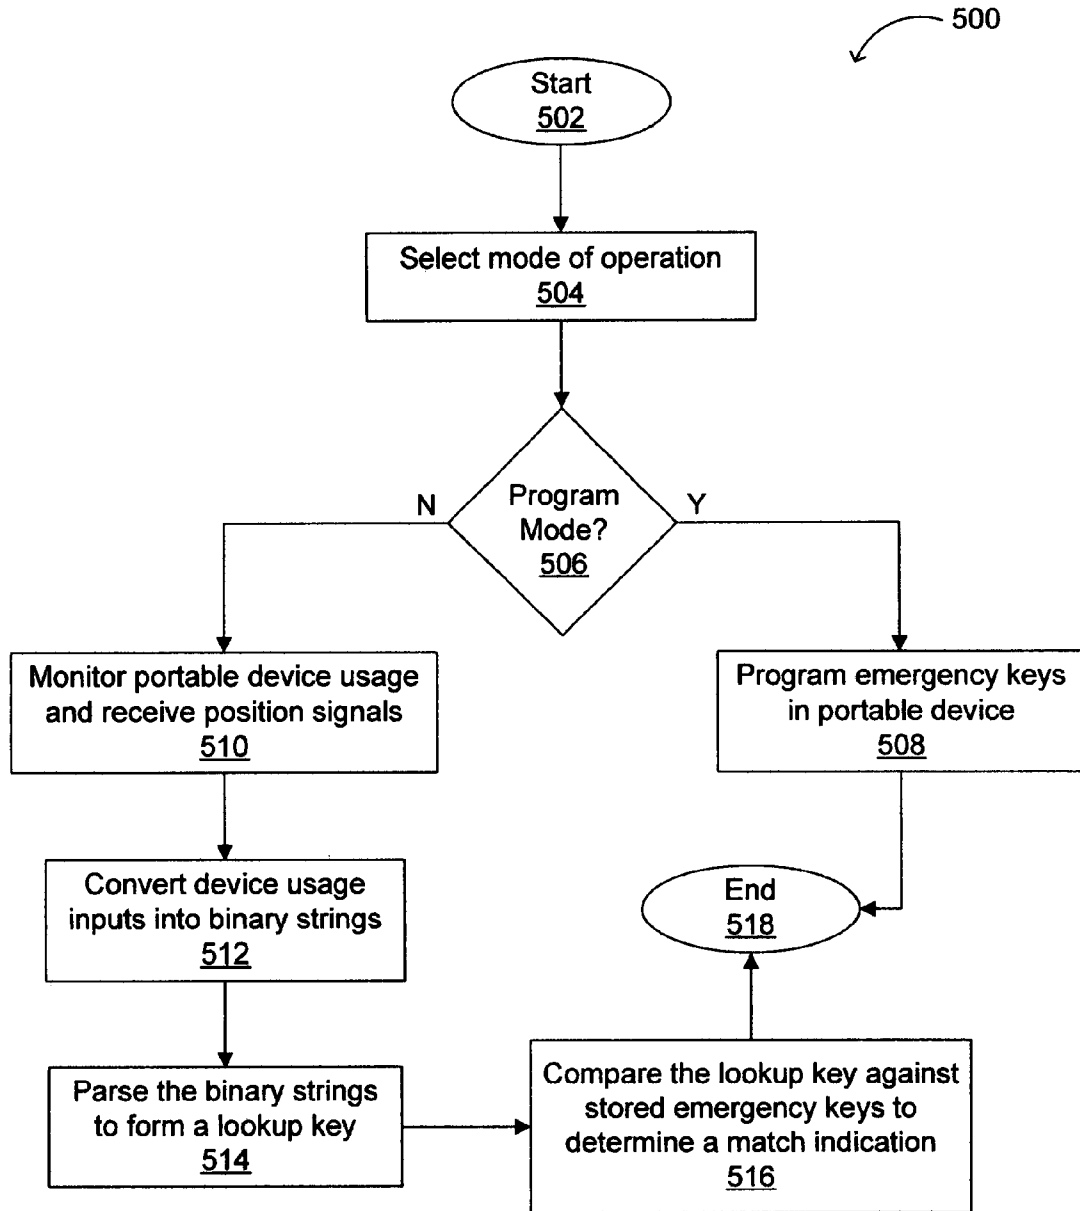 500
Start
502
Select mode of operation
504
Program
Mode?
506
N
Y
Monitor portable device usage
and receive position signals
510
Program emergency keys
in portable device
508
Convert device usage
inputs into binary strings
512
End
518
Parse the binary strings
to form a lookup key
514
Compare the lookup key against
stored emergency keys to
determine a match indication
516